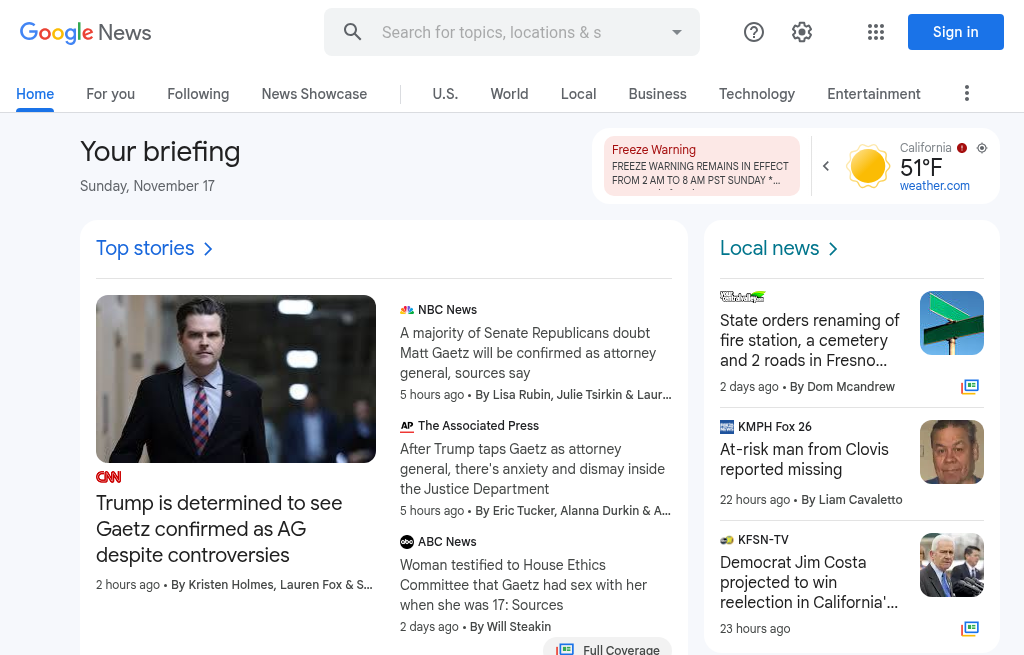 Google News
Search for topics, locations & s
Sign in
Home
For you
Following
News Showcase
U.S.
World
Local
Business
Technology
Entertainment
Your briefing
Sunday, November 17
Freeze Warning
FREEZE WARNING REMAINS IN EFFECT
FROM 2 AM TO 8 AM PST SUNDAY *...
California
51°F
weather.com
Top stories
CNN
Trump is determined to see
Gaetz confirmed as AG
despite controversies
2 hours ago • By Kristen Holmes, Lauren Fox & S...
NBC News
A majority of Senate Republicans doubt
Matt Gaetz will be confirmed as attorney
general, sources say
5 hours ago • By Lisa Rubin, Julie Tsirkin & Laur...
AP The Associated Press
After Trump taps Gaetz as attorney
general, there's anxiety and dismay inside
the Justice Department
5 hours ago • By Eric Tucker, Alanna Durkin & A...
abc ABC News
Woman testified to House Ethics
Committee that Gaetz had sex with her
when she was 17: Sources
2 days ago • By Will Steakin
Full Coverage
Local news
State orders renaming of
fire station, a cemetery
and 2 roads in Fresno...
2 days ago • By Dom Mcandrew
KMPH Fox 26
At-risk man from Clovis
reported missing
22 hours ago • By Liam Cavaletto
KFSN-TV
Democrat Jim Costa
projected to win
reelection in California'...
23 hours ago